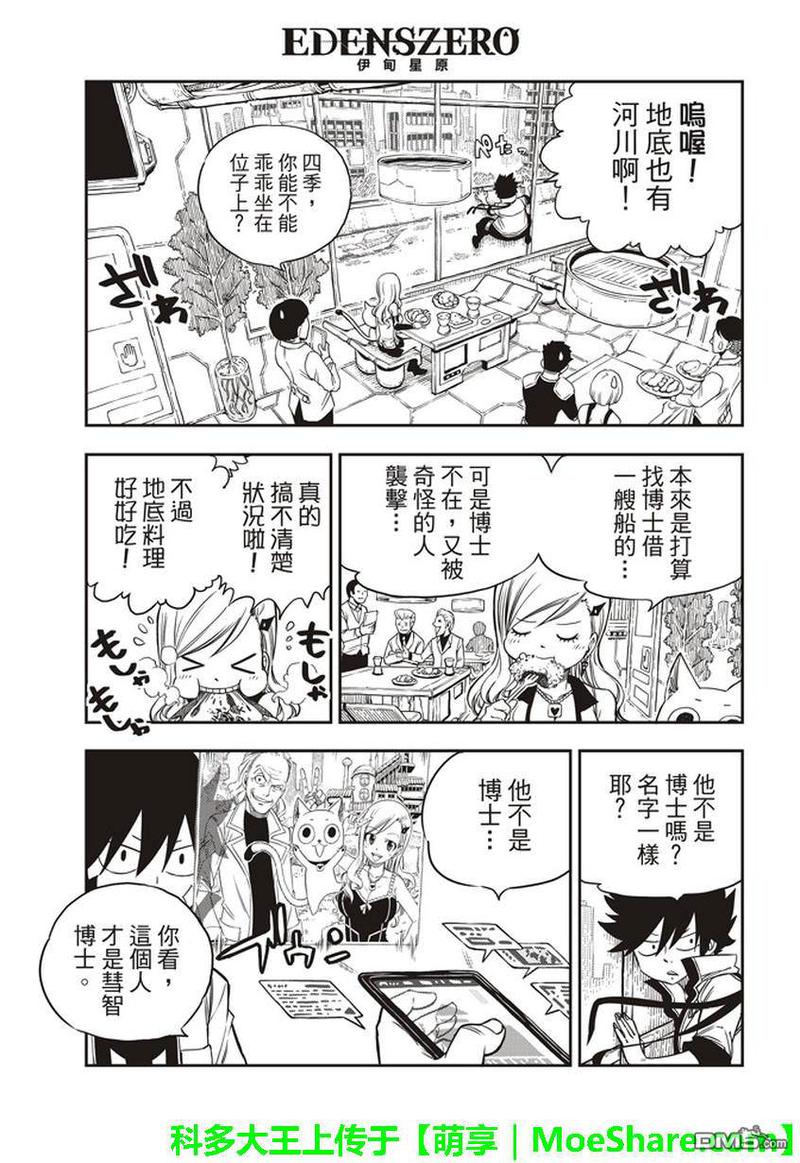 EDENSZERO
伊甸星原
嗚喔！
地底也有
河川啊！
四季，
你能不能
乖乖坐在
位子上？
ざわ
ざわ
本來是打算
找博士借
一艘船的…
可是博士
不在，又被
奇怪的人
襲擊…
真的
搞不清楚
狀況啦！
不過
地底料理
好好吃！
もしゃ
もしゃ
もしゃ
他不是
博士嗎？
名字一樣
耶？
他不是
博士…
ブゥン
你看，
這個人
才是彗智
博士。
科多大王上传于【萌享｜MoeShare.com】